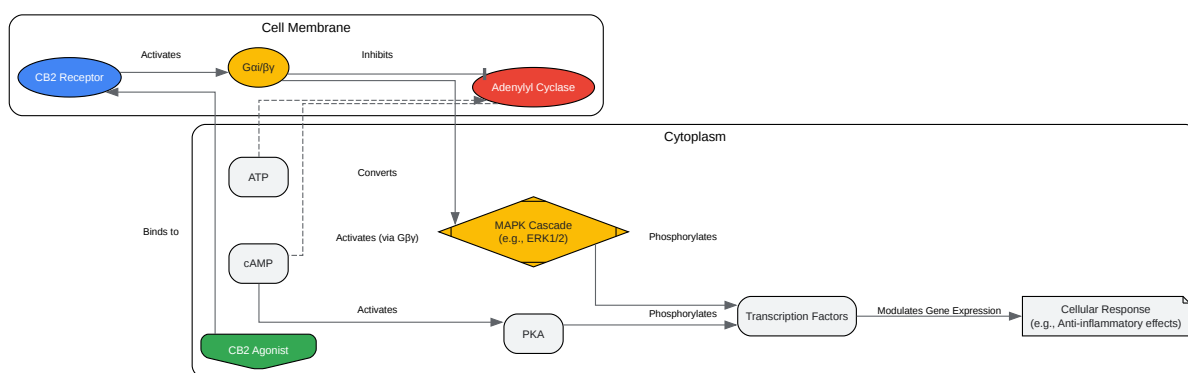 Cell Membrane
Activates
Gαi/βγ
Inhibits
CB2 Receptor
Adenylyl Cyclase
Cytoplasm
ATP
Converts
Binds to
Activates (via Gβγ)
MAPK Cascade
(e.g., ERK1/2)
Phosphorylates
cAMP
Activates
Phosphorylates
PKA
Transcription Factors
Modulates Gene Expression
Cellular Response
(e.g., Anti-inflammatory effects)
CB2 Agonist